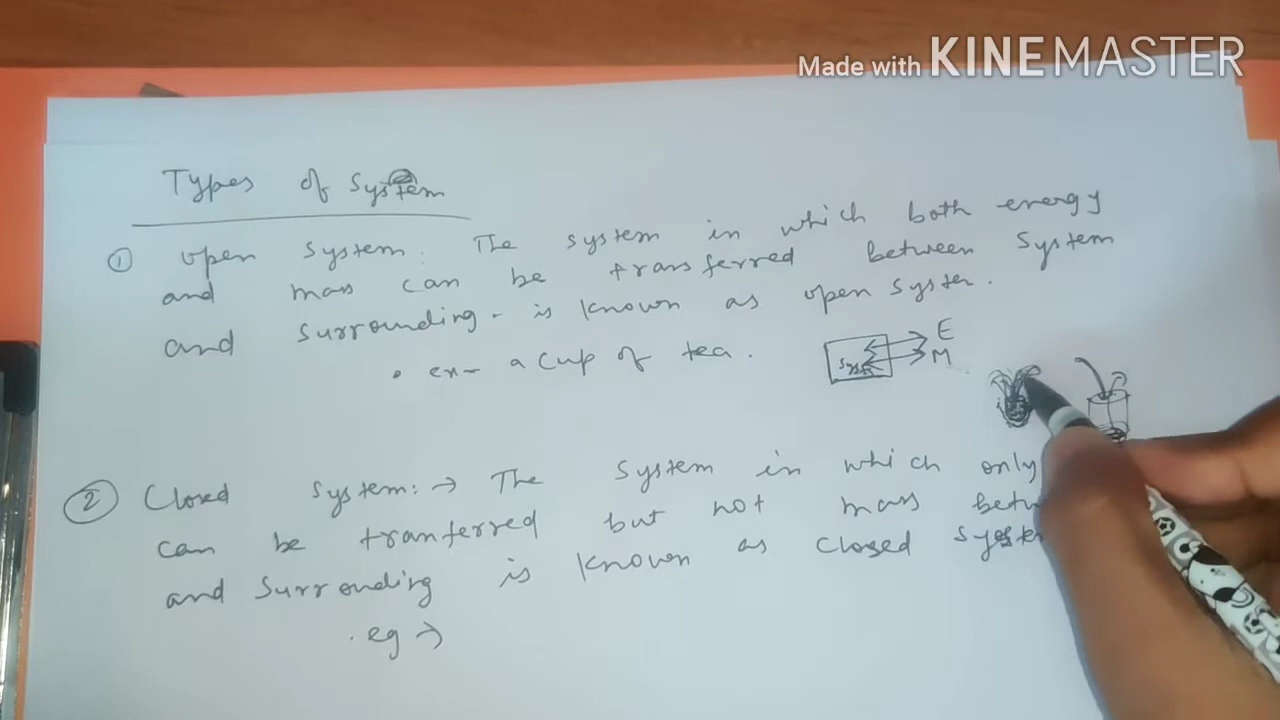 Made with KINEMASTER
Types of System
① open system: The system in which both energy
and mass can be transferred between System
and surrounding - is known as open syster.
• ex- a cup of tea.
E
M
Sys
② Closed system: → The system in which only
can be tranferred but not mass betw
and Surrounding is known as closed system
. eg →